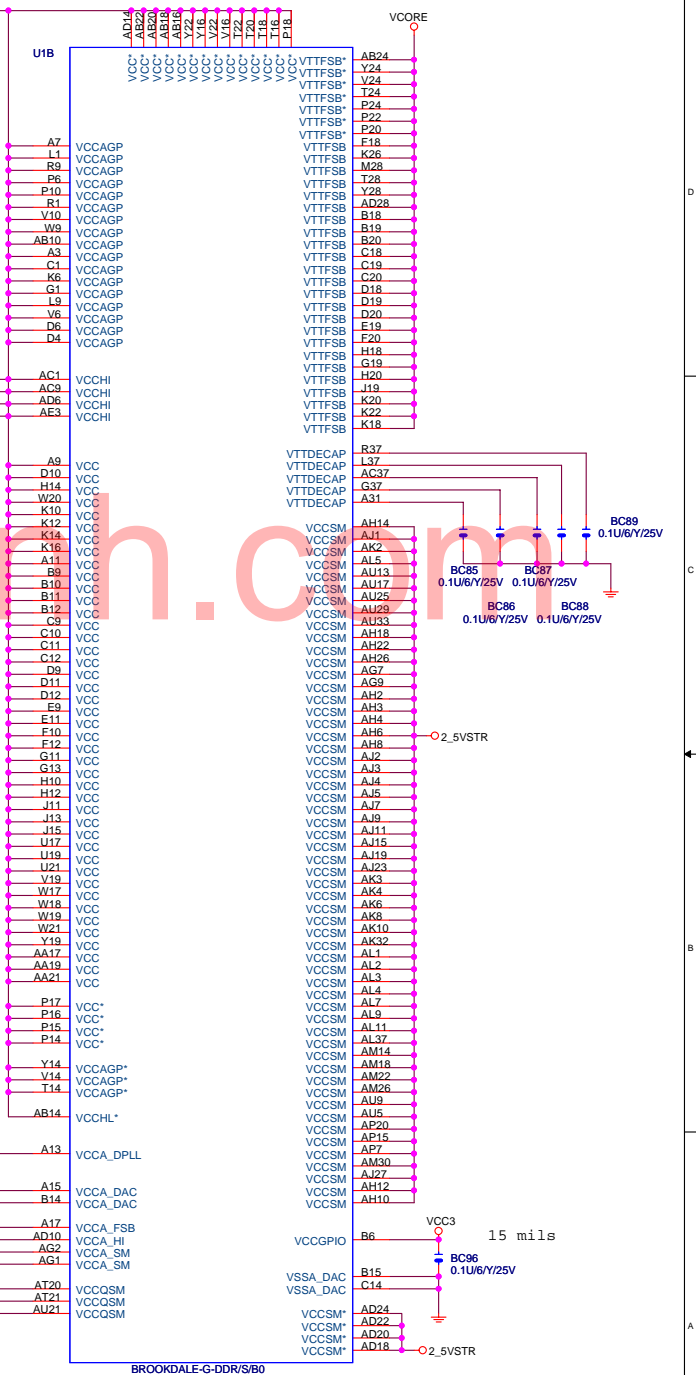 VCORE
U1B
AD14 AB22 AB20 AB18 AB16 Y22 Y16 V22 V16 T22 T20 T18 T16 P18
VCC* VCC* VCC* VCC* VCC* VCC* VCC* VCC* VCC* VCC* VCC* VCC* VCC* VCC*
VTTFSB* AB24
VTTFSB* Y24
VTTFSB* V24
VTTFSB* T24
VTTFSB* P24
VTTFSB* P22
VTTFSB* P20
A7 VCCAGP VTTFSB F18
L1 VCCAGP VTTFSB K26
R9 VCCAGP VTTFSB M28
P6 VCCAGP VTTFSB T28
P10 VCCAGP VTTFSB Y28
R1 VCCAGP VTTFSB AD28
V10 VCCAGP VTTFSB B18
W9 VCCAGP VTTFSB B19
AB10 VCCAGP VTTFSB B20
A3 VCCAGP VTTFSB C18
C1 VCCAGP VTTFSB C19
K6 VCCAGP VTTFSB C20
G1 VCCAGP VTTFSB D18
L9 VCCAGP VTTFSB D19
V6 VCCAGP VTTFSB D20
D6 VCCAGP VTTFSB E19
D4 VCCAGP VTTFSB F20
VTTFSB H18
VTTFSB G19
AC1 VCCHI VTTFSB H20
AC9 VCCHI VTTFSB J19
AD6 VCCHI VTTFSB K20
AE3 VCCHI VTTFSB K22
VTTFSB K18
VTTDECAP R37
A9 VCC VTTDECAP L37
D10 VCC VTTDECAP AC37
H14 VCC VTTDECAP G37
W20 VCC VTTDECAP A31
K10 VCC
K12 VCC VCCSM AH14
K14 VCC VCCSM AJ1
K16 VCC VCCSM AK2
A11 VCC VCCSM AL5
B9 VCC VCCSM AU13
B10 VCC VCCSM AU17
B11 VCC VCCSM AU25
B12 VCC VCCSM AU29
C9 VCC VCCSM AU33
C10 VCC VCCSM AH18
C11 VCC VCCSM AH22
C12 VCC VCCSM AH26
D9 VCC VCCSM AG7
D11 VCC VCCSM AG9
D12 VCC VCCSM AH2
E9 VCC VCCSM AH3
E11 VCC VCCSM AH4
F10 VCC VCCSM AH6 2_5VSTR
F12 VCC VCCSM AH8
G11 VCC VCCSM AJ2
G13 VCC VCCSM AJ3
H10 VCC VCCSM AJ4
H12 VCC VCCSM AJ5
J11 VCC VCCSM AJ7
J13 VCC VCCSM AJ9
J15 VCC VCCSM AJ11
U17 VCC VCCSM AJ15
U19 VCC VCCSM AJ19
U21 VCC VCCSM AJ23
V19 VCC VCCSM AK3
W17 VCC VCCSM AK4
W18 VCC VCCSM AK6
W19 VCC VCCSM AK8
W21 VCC VCCSM AK10
Y19 VCC VCCSM AK32
AA17 VCC VCCSM AL1
AA19 VCC VCCSM AL2
AA21 VCC VCCSM AL3
VCCSM AL4
P17 VCC* VCCSM AL7
P16 VCC* VCCSM AL9
P15 VCC* VCCSM AL11
P14 VCC* VCCSM AL37
VCCSM AM14
Y14 VCCAGP* VCCSM AM18
V14 VCCAGP* VCCSM AM22
T14 VCCAGP* VCCSM AM26
VCCSM AU9
AB14 VCCHL* VCCSM AU5
VCCSM AP20
VCCSM AP15
A13 VCCA_DPLL VCCSM AP7
VCCSM AM30
VCCSM AJ27
A15 VCCA_DAC VCCSM AH12
B14 VCCA_DAC VCCSM AH10
A17 VCCA_FSB VCC3
AD10 VCCA_HI VCCGPIO B6 15 mils
AG2 VCCA_SM
AG1 VCCA_SM
BC96
0.1U/6/Y/25V
VSSA_DAC B15
AT20 VCCQSM VSSA_DAC C14
AT21 VCCQSM
AU21 VCCQSM VCCSM* AD24
VCCSM* AD22
VCCSM* AD20
VCCSM* AD18 2_5VSTR
BROOKDALE-G-DDR/S/B0
BC89
0.1U/6/Y/25V
BC85 BC87
0.1U/6/Y/25V 0.1U/6/Y/25V
BC86 BC88
0.1U/6/Y/25V 0.1U/6/Y/25V
D
C
B
A
nh.com